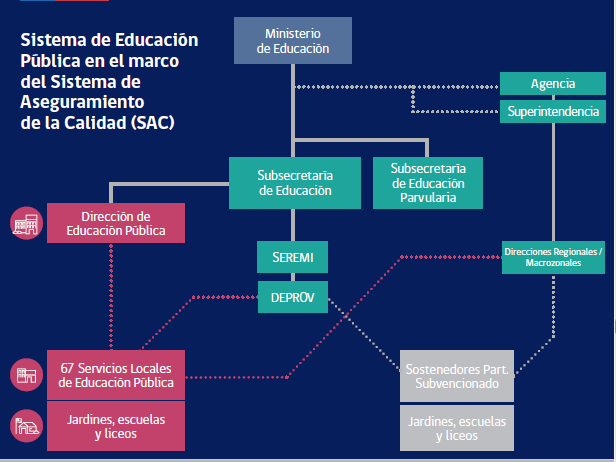 Sistema de Educación
Pública en el marco
del Sistema de
Aseguramiento
de la Calidad (SAC)
Ministerio
de Educación
Agencia
Superintendencia
Subsecretaria
de Educación
Subsecretaria
de Educación
Parvularia
Dirección de
Educación Pública
SEREMI
DEPROV
Direcciones Regionales /
Macrozonales
67 Servicios Locales
de Educación Pública
Sostenedores Part.
Subvencionado
Jardines, escuelas
y liceos
Jardines, escuelas
y liceos